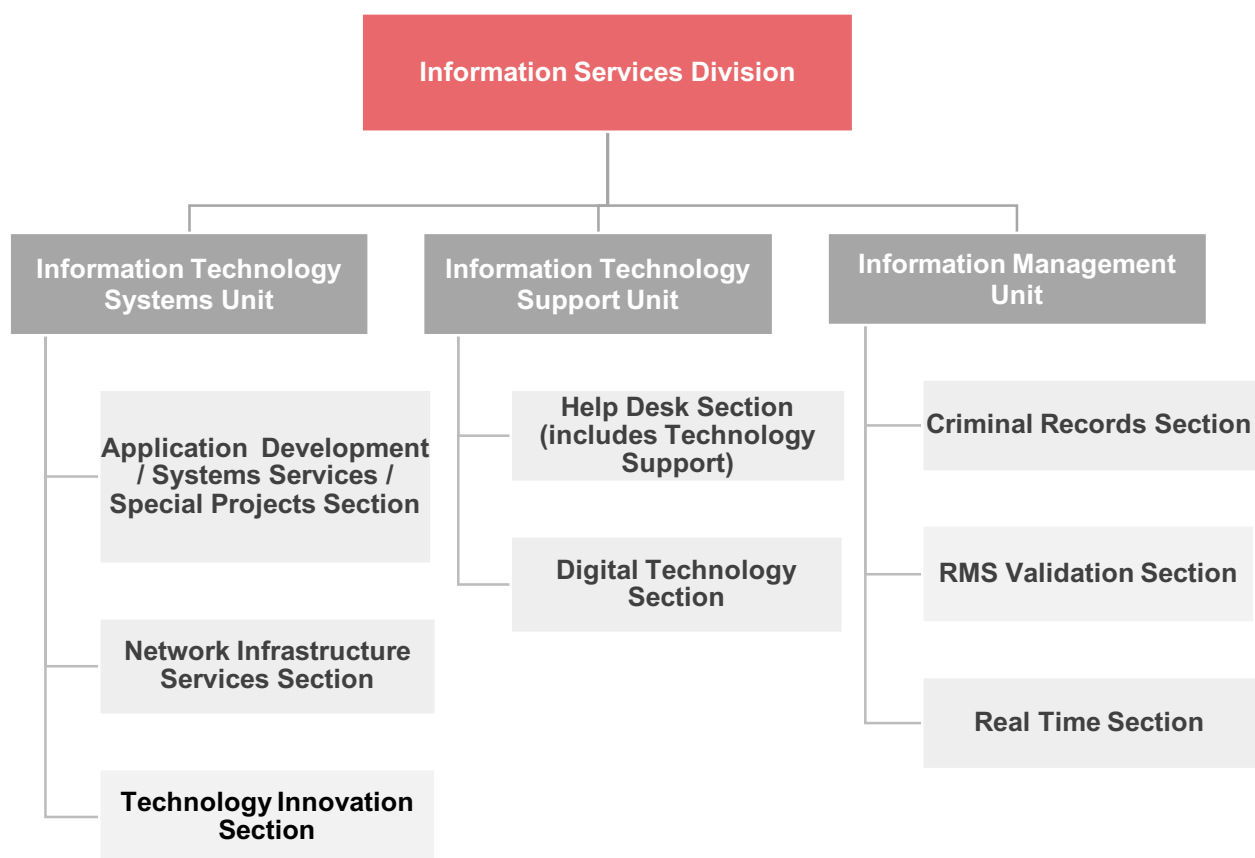 Information Services Division
Information Technology
Systems Unit
Application Development
/ Systems Services /
Special Projects Section
Network Infrastructure
Services Section
Technology Innovation
Section
Information Technology
Support Unit
Help Desk Section
(includes Technology
Support)
Digital Technology
Section
Information Management
Unit
Criminal Records Section
RMS Validation Section
Real Time Section